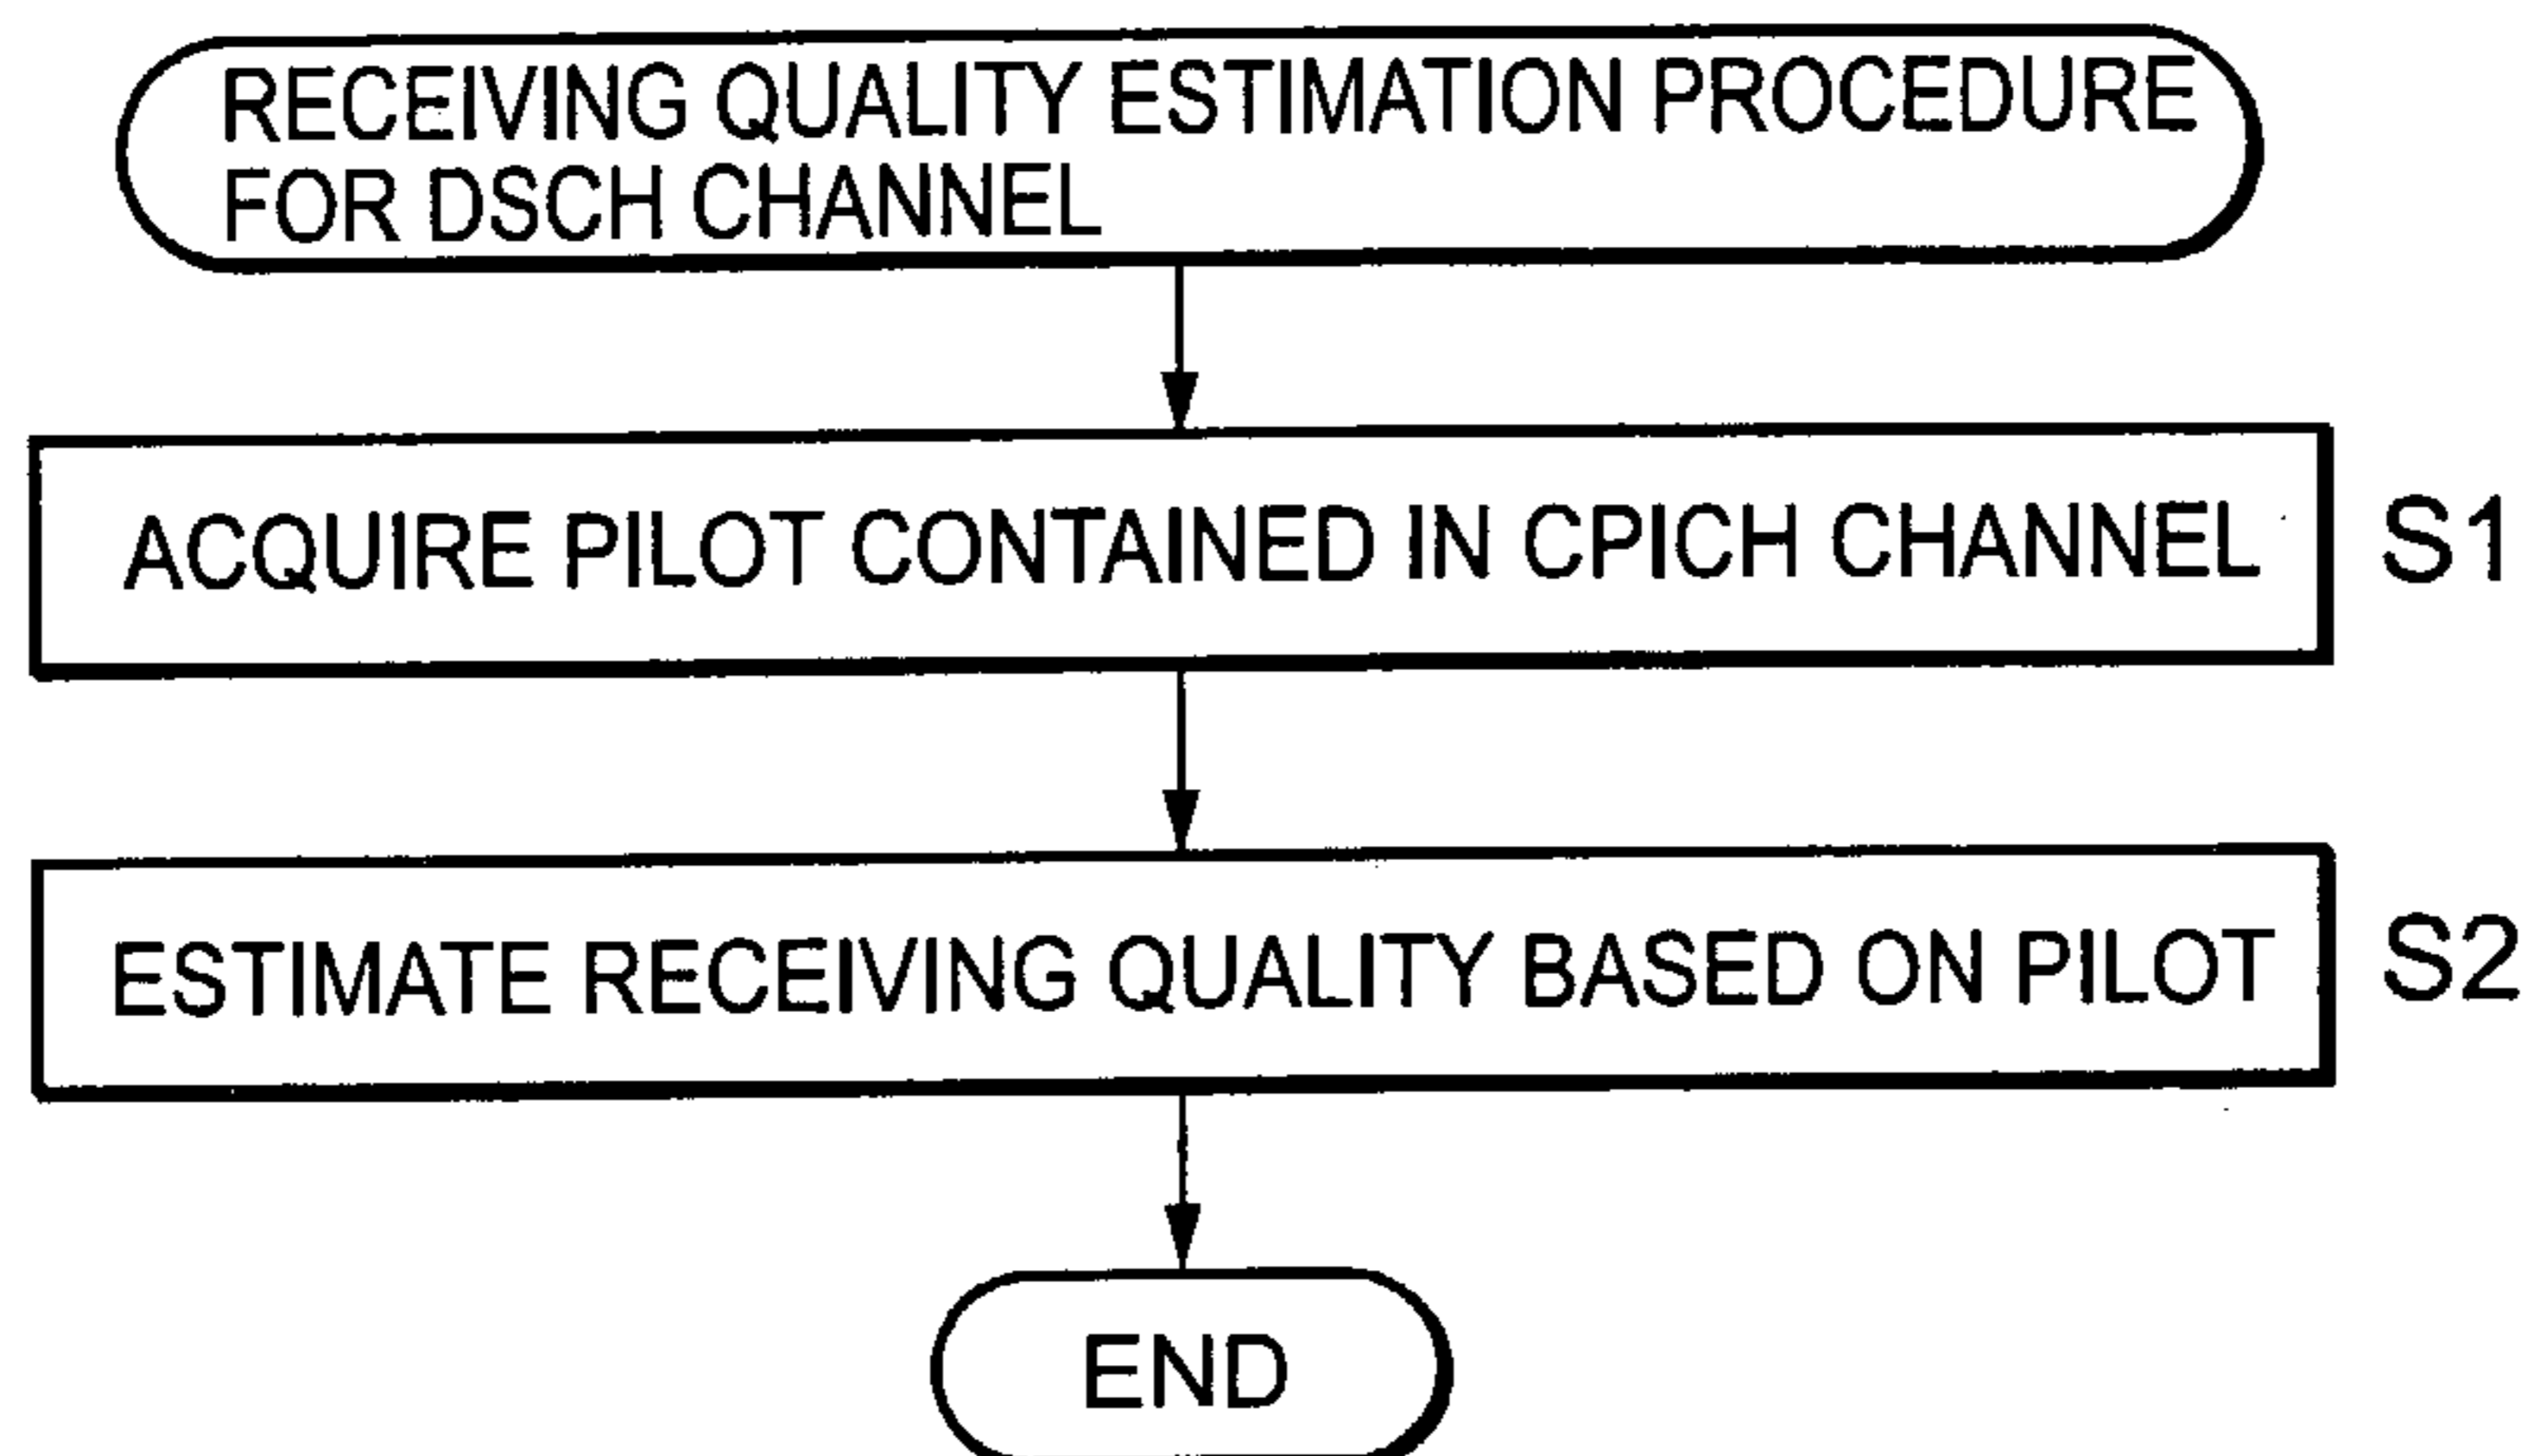 RECEIVING QUALITY ESTIMATION PROCEDURE
FOR DSCH CHANNEL
ACQUIRE PILOT CONTAINED IN CPICH CHANNEL
S1
ESTIMATE RECEIVING QUALITY BASED ON PILOT
S2
END